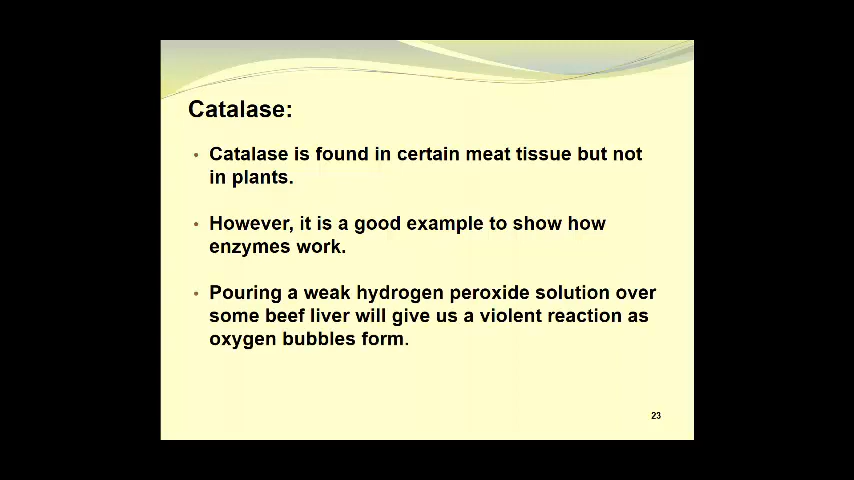 Catalase:
• Catalase is found in certain meat tissue but not
in plants.
• However, it is a good example to show how
enzymes work.
• Pouring a weak hydrogen peroxide solution over
some beef liver will give us a violent reaction as
oxygen bubbles form.
23